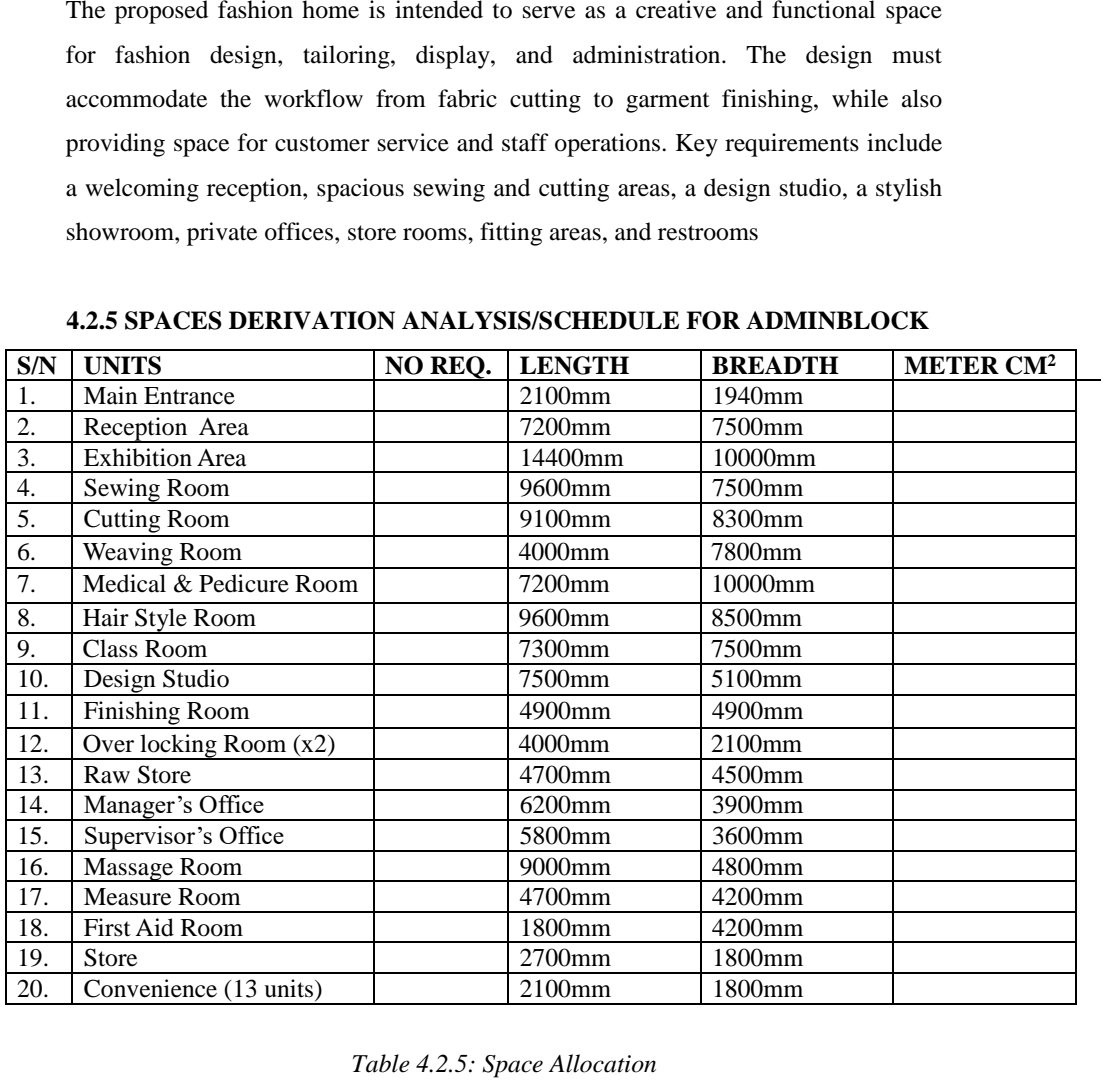 The proposed fashion home is intended to serve as a creative and functional space
for fashion design, tailoring, display, and administration. The design must
accommodate the workflow from fabric cutting to garment finishing, while also
providing space for customer service and staff operations. Key requirements include
a welcoming reception, spacious sewing and cutting areas, a design studio, a stylish
showroom, private offices, store rooms, fitting areas, and restrooms
4.2.5 SPACES DERIVATION ANALYSIS/SCHEDULE FOR ADMINBLOCK
S/N UNITS NO REQ. LENGTH BREADTH METER CM²
1. Main Entrance 2100mm 1940mm
2. Reception Area 7200mm 7500mm
3. Exhibition Area 14400mm 10000mm
4. Sewing Room 9600mm 7500mm
5. Cutting Room 9100mm 8300mm
6. Weaving Room 4000mm 7800mm
7. Medical & Pedicure Room 7200mm 10000mm
8. Hair Style Room 9600mm 8500mm
9. Class Room 7300mm 7500mm
10. Design Studio 7500mm 5100mm
11. Finishing Room 4900mm 4900mm
12. Over locking Room (x2) 4000mm 2100mm
13. Raw Store 4700mm 4500mm
14. Manager’s Office 6200mm 3900mm
15. Supervisor’s Office 5800mm 3600mm
16. Massage Room 9000mm 4800mm
17. Measure Room 4700mm 4200mm
18. First Aid Room 1800mm 4200mm
19. Store 2700mm 1800mm
20. Convenience (13 units) 2100mm 1800mm
Table 4.2.5: Space Allocation